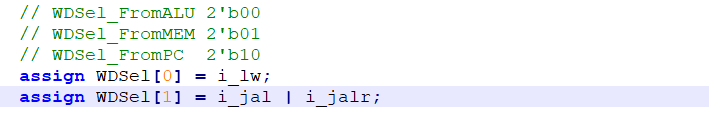 // WDSel_FromALU 2'b00
// WDSel_FromMEM 2'b01
// WDSel_FromPC  2'b10
assign WDSel[0] = i_lw;
assign WDSel[1] = i_jal | i_jalr;